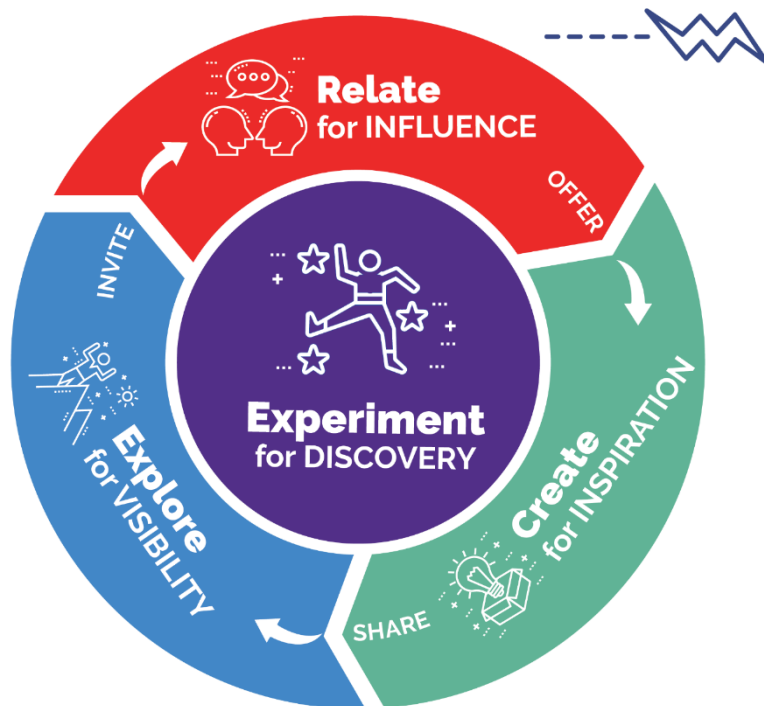 Relate
for INFLUENCE
OFFER
INVITE
Experiment
for DISCOVERY
Create
for INSPIRATION
Explore
for VISIBILITY
SHARE